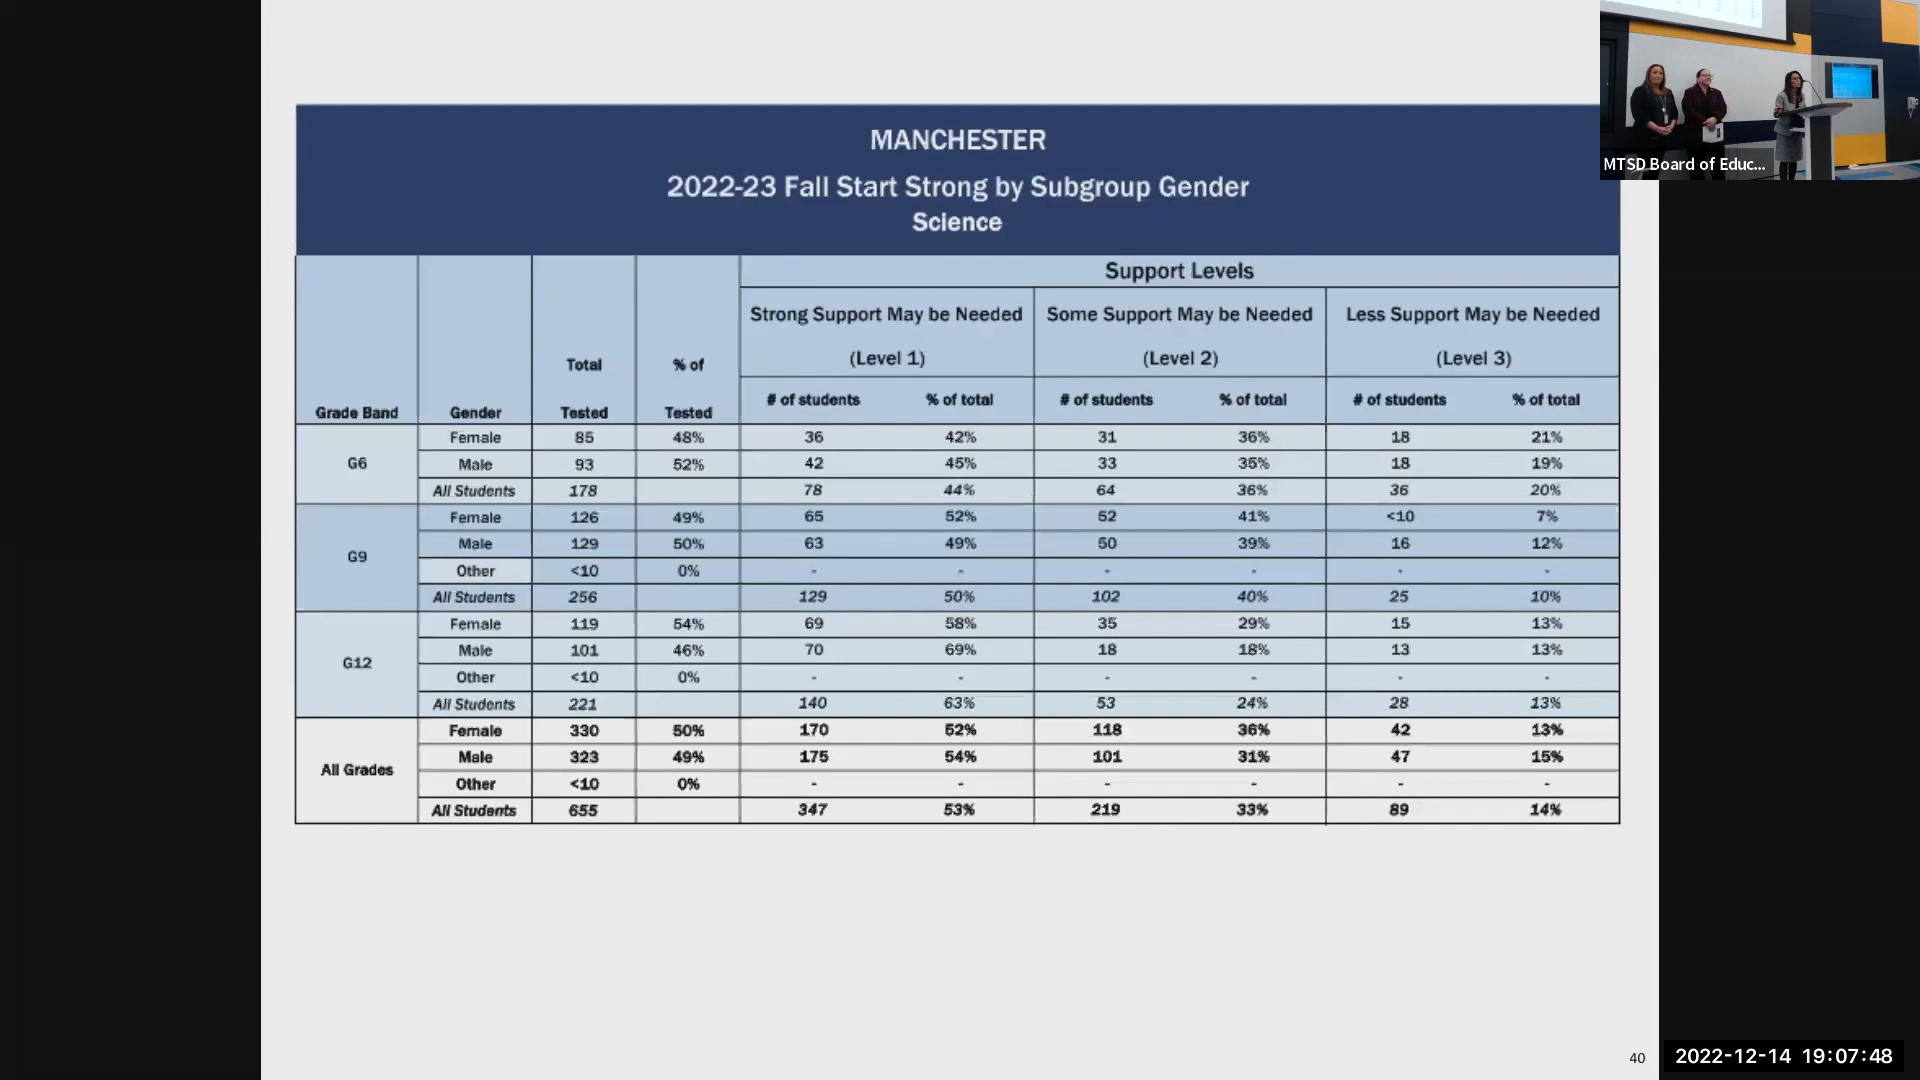 MTSD Board of Educ...
MANCHESTER
2022-23 Fall Start Strong by Subgroup Gender
Science
Grade Band Gender Total Tested % of Tested Support Levels
Strong Support May be Needed (Level 1) Some Support May be Needed (Level 2) Less Support May be Needed (Level 3)
# of students % of total # of students % of total # of students % of total
G6
Female 85 48% 36 42% 31 36% 18 21%
Male 93 52% 42 45% 33 35% 18 19%
All Students 178 78 44% 64 36% 36 20%
G9
Female 126 49% 65 52% 52 41% <10 7%
Male 129 50% 63 49% 50 39% 16 12%
Other <10 0% - - - - - -
All Students 256 129 50% 102 40% 25 10%
G12
Female 119 54% 69 58% 35 29% 15 13%
Male 101 46% 70 69% 18 18% 13 13%
Other <10 0% - - - - - -
All Students 221 140 63% 53 24% 28 13%
All Grades
Female 330 50% 170 52% 118 36% 42 13%
Male 323 49% 175 54% 101 31% 47 15%
Other <10 0% - - - - - -
All Students 655 347 53% 219 33% 89 14%
40
2022-12-14 19:07:48